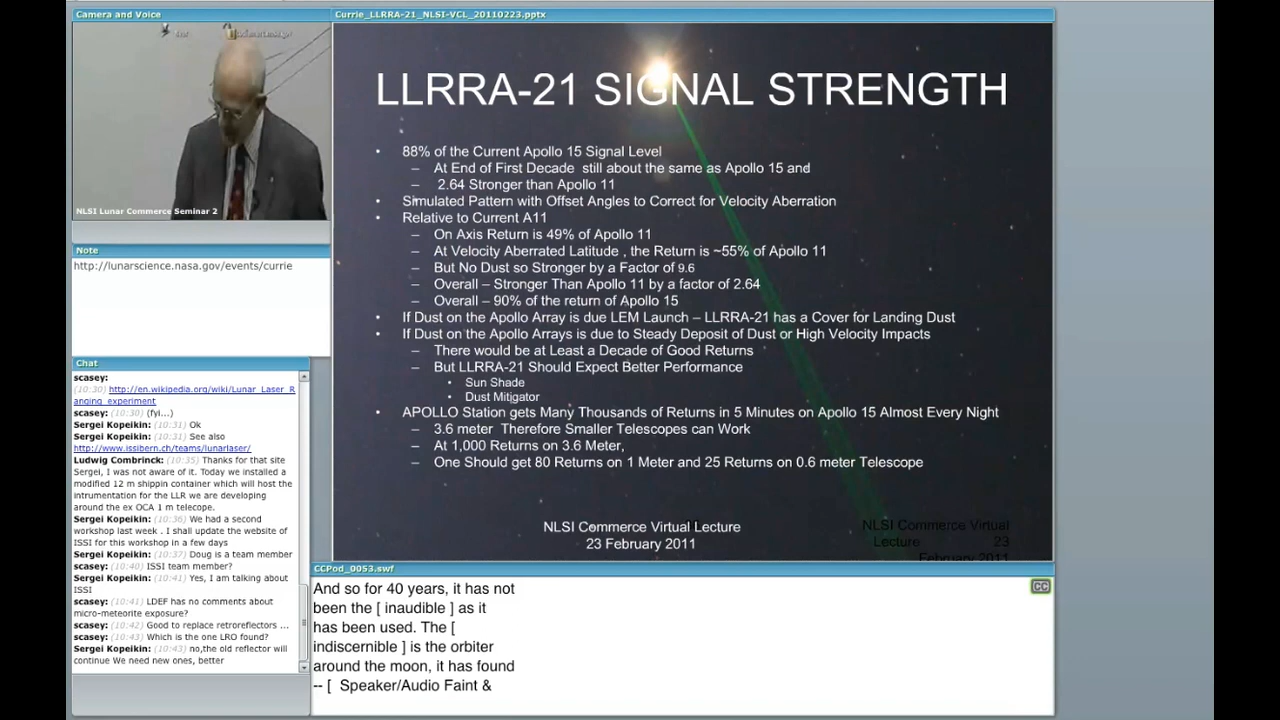 Camera and Voice
NLSI Lunar Commerce Seminar 2
Note
http://lunarscience.nasa.gov/events/currie
Chat
scasey:
(10:30) http://en.wikipedia.org/wiki/Lunar_Laser_R
anging_experiment
scasey: (10:30) (fyi...)
Sergei Kopeikin: (10:31) Ok
Sergei Kopeikin: (10:31) See also
http://www.issibern.ch/teams/lunarlaser/
Ludwig Combrinck: (10:35) Thanks for that site
Sergei, I was not aware of it. Today we installed a
modified 12 m shippin container which will host the
intrumentation for the LLR we are developing
around the ex OCA 1 m telecope.
Sergei Kopeikin: (10:36) We had a second
workshop last week . I shall update the website of
ISSI for this workshop in a few days
Sergei Kopeikin: (10:37) Doug is a team member
scasey: (10:40) ISSI team member?
Sergei Kopeikin: (10:41) Yes, I am talking about
ISSI
scasey: (10:41) LDEF has no comments about
micro-meteorite exposure?
scasey: (10:42) Good to replace retroreflectors ...
scasey: (10:43) Which is the one LRO found?
Sergei Kopeikin: (10:43) no,the old reflector will
continue We need new ones, better
Currie_LLRRA-21_NLSI-VCL_20110223.pptx
LLRRA-21 SIGNAL STRENGTH
• 88% of the Current Apollo 15 Signal Level
– At End of First Decade still about the same as Apollo 15 and
– 2.64 Stronger than Apollo 11
• Simulated Pattern with Offset Angles to Correct for Velocity Aberration
• Relative to Current A11
– On Axis Return is 49% of Apollo 11
– At Velocity Aberrated Latitude , the Return is ~55% of Apollo 11
– But No Dust so Stronger by a Factor of 9.6
– Overall – Stronger Than Apollo 11 by a factor of 2.64
– Overall – 90% of the return of Apollo 15
• If Dust on the Apollo Array is due LEM Launch – LLRRA-21 has a Cover for Landing Dust
• If Dust on the Apollo Arrays is due to Steady Deposit of Dust or High Velocity Impacts
– There would be at Least a Decade of Good Returns
– But LLRRA-21 Should Expect Better Performance
• Sun Shade
• Dust Mitigator
• APOLLO Station gets Many Thousands of Returns in 5 Minutes on Apollo 15 Almost Every Night
– 3.6 meter Therefore Smaller Telescopes can Work
– At 1,000 Returns on 3.6 Meter,
– One Should get 80 Returns on 1 Meter and 25 Returns on 0.6 meter Telescope
NLSI Commerce Virtual Lecture
23 February 2011
NLSI Commerce Virtual
Lecture 23
February 2011
CCPod_0053.swf
CC
And so for 40 years, it has not
been the [ inaudible ] as it
has been used. The [
indiscernible ] is the orbiter
around the moon, it has found
-- [ Speaker/Audio Faint &